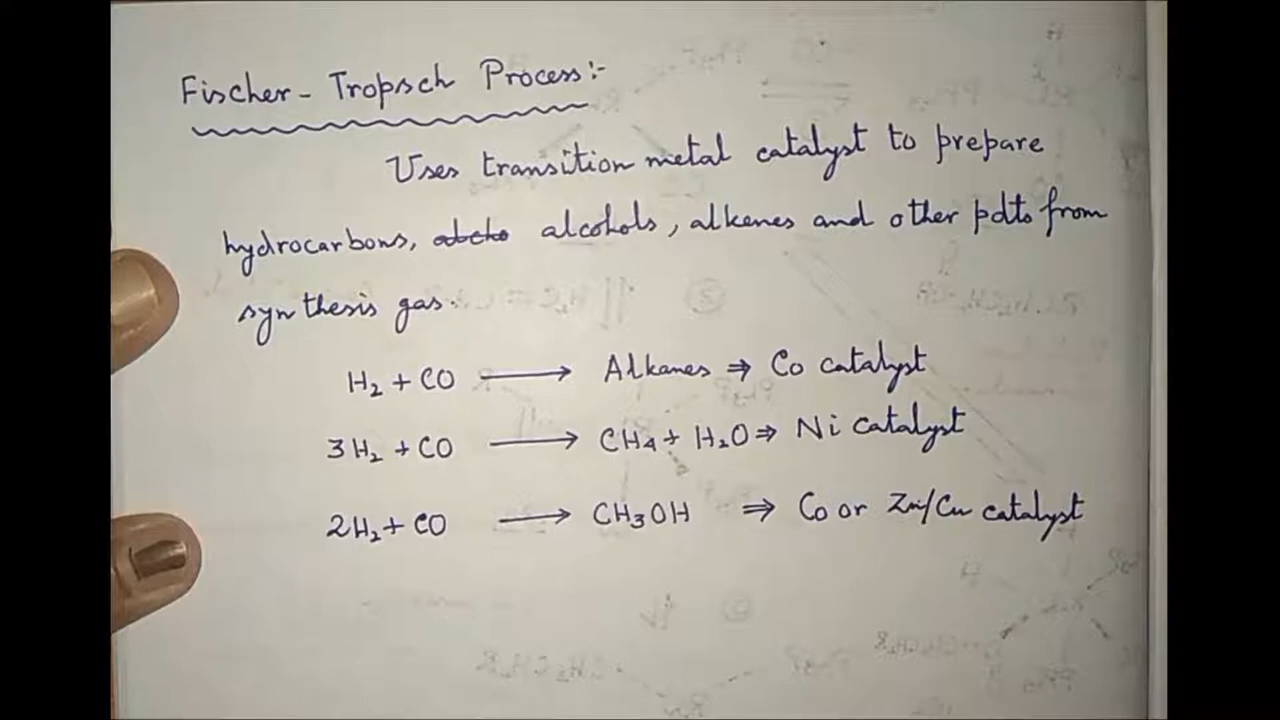 Fischer - Tropsch Process :-
Uses transition metal catalyst to prepare
hydrocarbons, alcohols, alkenes and other pdts from
synthesis gas.
H₂ + CO ⟶ Alkanes ⇒ Co catalyst
3H₂ + CO ⟶ CH₄ + H₂O ⇒ Ni catalyst
2H₂ + CO ⟶ CH₃OH ⇒ Co or Zn/Cu catalyst